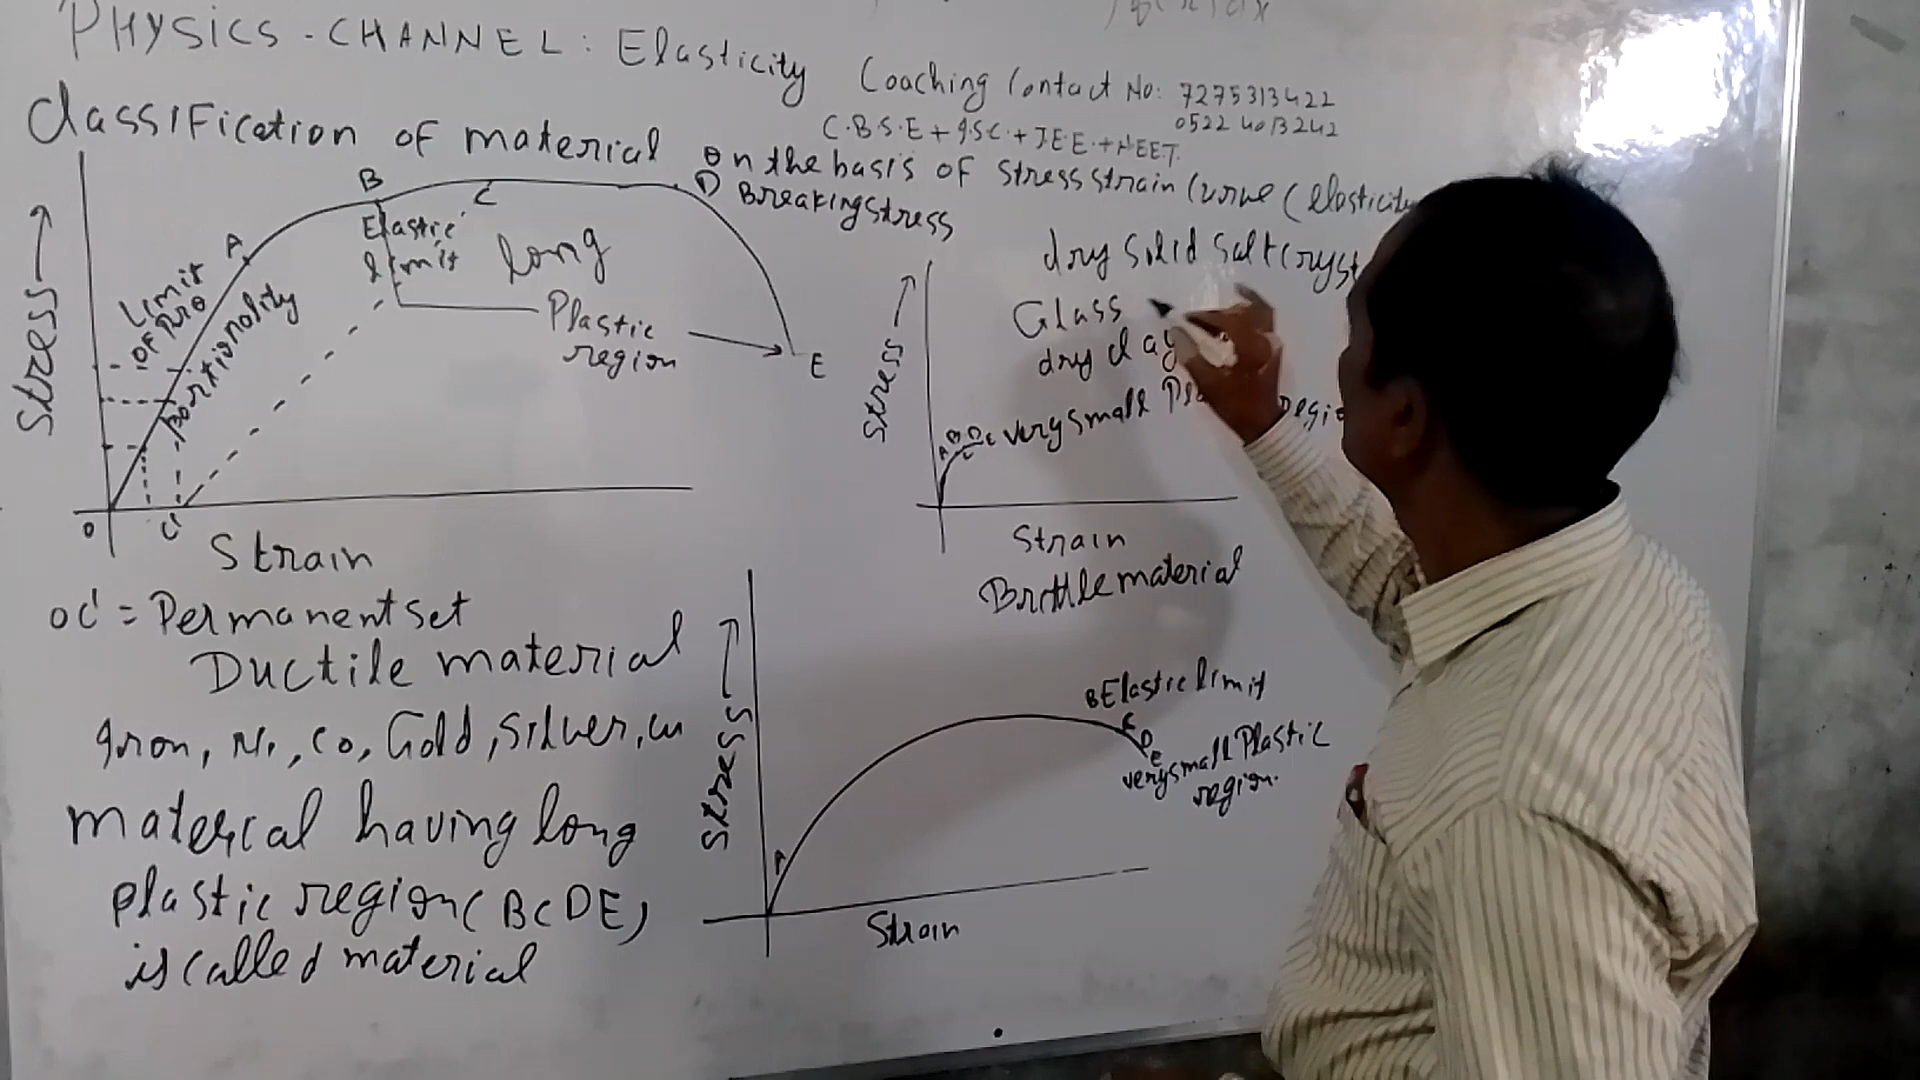 PHYSICS - CHANNEL : Elasticity
Coaching Contact No: 7275313422
0522 4013242
C.B.S.E + I.S.C. + J.E.E. + NEET.
Classification of material on the basis of stress strain Curve (elasticity
Stress
Limit
of Pro
portionality
A
B
C
Elastic
limit
long
D Breaking stress
Plastic
region
E
O
C'
Strain
OC' = Permanent set
Ductile material
Iron, Ni, Co, Gold, Silver, Cu
material having long
plastic region (BCDE)
is called material
dry solid salt Cryst
Glass
dry clay
very small Region
Stress
A B D C E
Strain
Brittle material
Stress
A
B Elastic limit
C
D
E
very small Plastic
region.
Strain